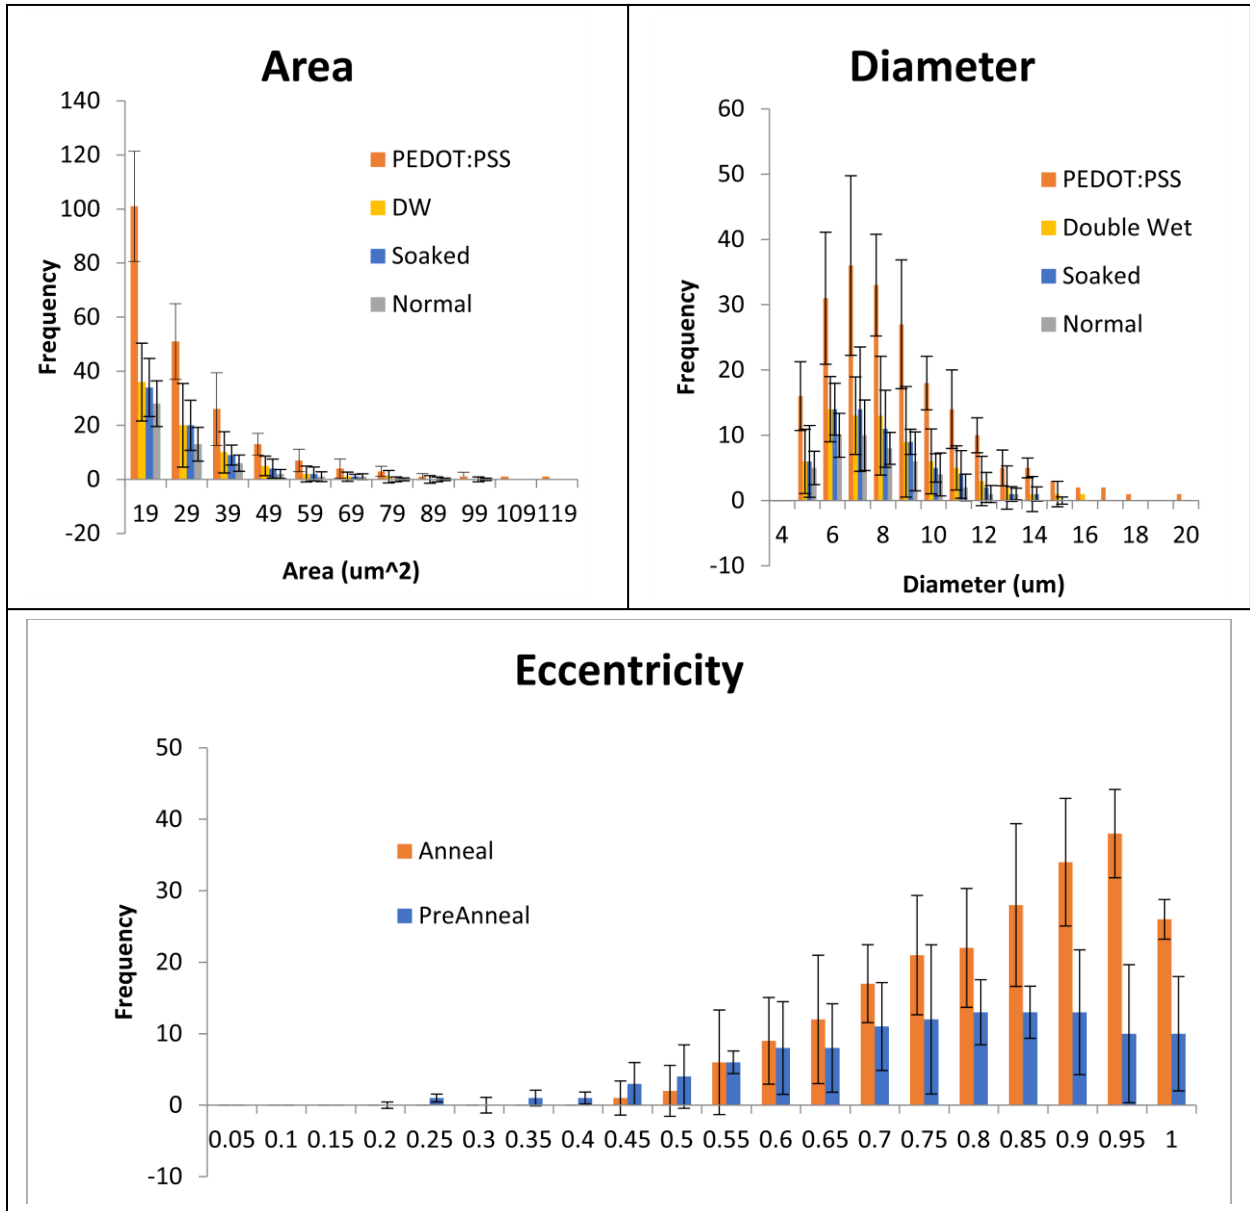 Area
140
120
100
80
60
40
20
0
-20
Frequency
PEDOT:PSS
DW
Soaked
Normal
19 29 39 49 59 69 79 89 99 109 119
Area (um^2)
Diameter
60
50
40
30
20
10
0
-10
Frequency
PEDOT:PSS
Double Wet
Soaked
Normal
4 6 8 10 12 14 16 18 20
Diameter (um)
Eccentricity
50
40
30
20
10
0
-10
Frequency
Anneal
PreAnneal
0.05 0.1 0.15 0.2 0.25 0.3 0.35 0.4 0.45 0.5 0.55 0.6 0.65 0.7 0.75 0.8 0.85 0.9 0.95 1